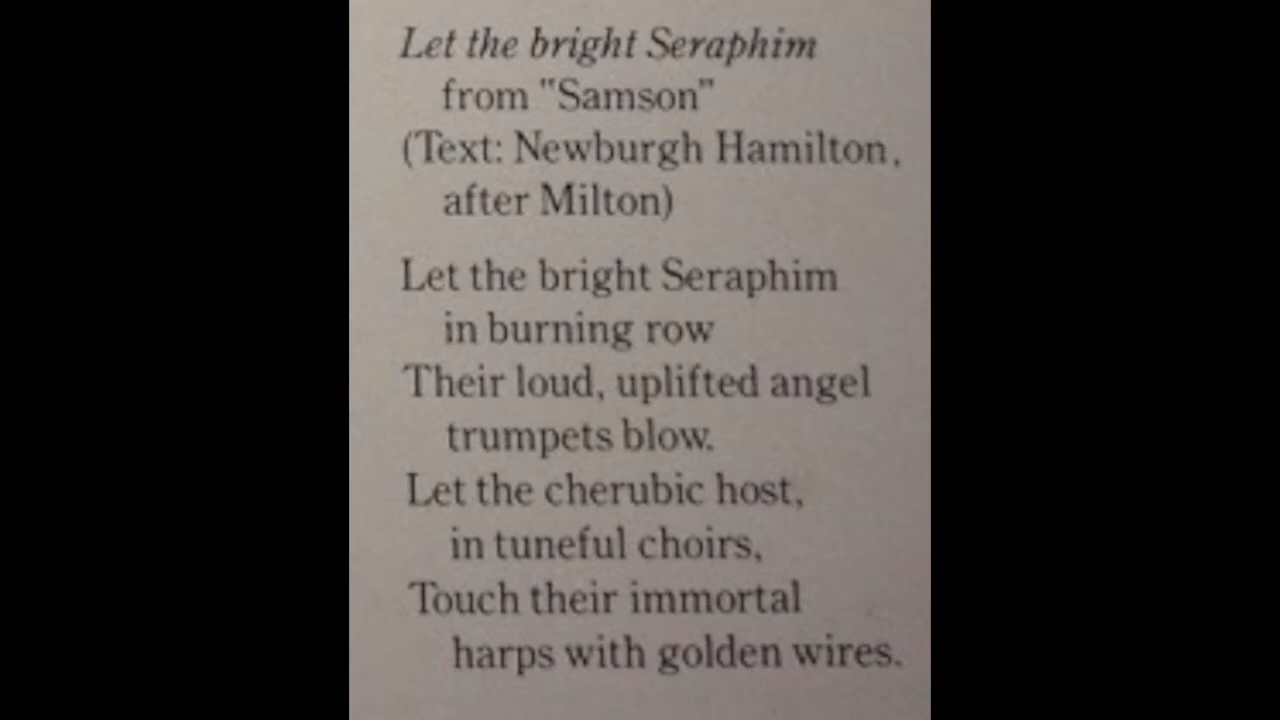 Let the bright Seraphim
from "Samson"
(Text: Newburgh Hamilton,
after Milton)
Let the bright Seraphim
in burning row
Their loud, uplifted angel
trumpets blow.
Let the cherubic host,
in tuneful choirs,
Touch their immortal
harps with golden wires.